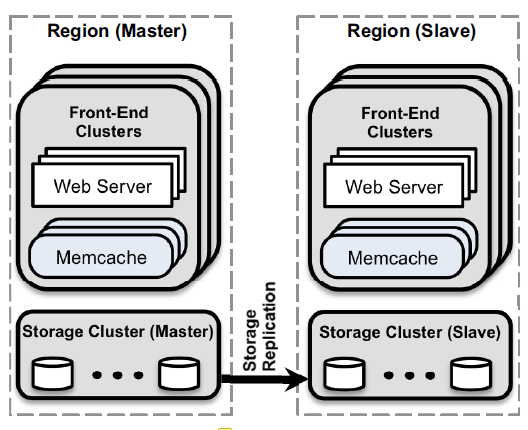 Region (Master)
Front-End
Clusters
Web Server
Memcache
Storage Cluster (Master)
Storage
Replication
Region (Slave)
Front-End
Clusters
Web Server
Memcache
Storage Cluster (Slave)